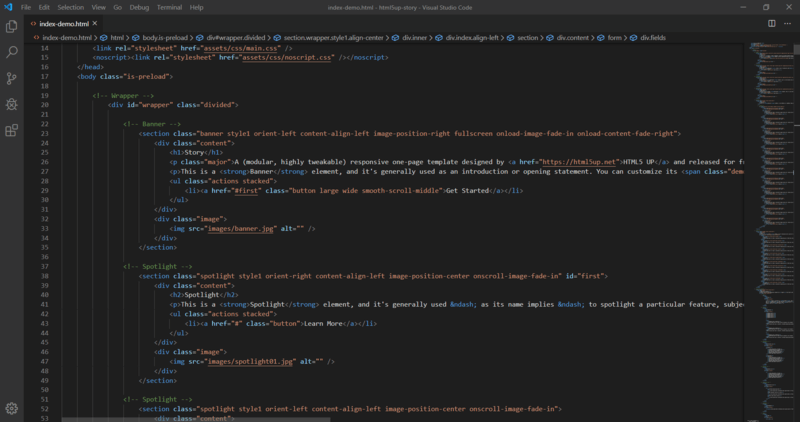 File Edit Selection View Go Debug Terminal Help
index-demo.html - html5up-story - Visual Studio Code
index-demo.html
index-demo.html > html > body.is-preload > div#wrapper.divided > section.wrapper.style1.align-center > div.inner > div.index.align-left > section > div.content > form > div.fields
14 <link rel="stylesheet" href="assets/css/main.css" />
15 <noscript><link rel="stylesheet" href="assets/css/noscript.css" /></noscript>
16 </head>
17 <body class="is-preload">
18
19 <!-- Wrapper -->
20 <div id="wrapper" class="divided">
21
22 <!-- Banner -->
23 <section class="banner style1 orient-left content-align-left image-position-right fullscreen onload-image-fade-in onload-content-fade-right">
24 <div class="content">
25 <h1>Story</h1>
26 <p class="major">A (modular, highly tweakable) responsive one-page template designed by <a href="https://html5up.net">HTML5 UP</a> and released for f
27 <p>This is a <strong>Banner</strong> element, and it's generally used as an introduction or opening statement. You can customize its <span class="dem
28 <ul class="actions stacked">
29 <li><a href="#first" class="button large wide smooth-scroll-middle">Get Started</a></li>
30 </ul>
31 </div>
32 <div class="image">
33 <img src="images/banner.jpg" alt="" />
34 </div>
35 </section>
36
37 <!-- Spotlight -->
38 <section class="spotlight style1 orient-right content-align-left image-position-center onscroll-image-fade-in" id="first">
39 <div class="content">
40 <h2>Spotlight</h2>
41 <p>This is a <strong>Spotlight</strong> element, and it's generally used &ndash; as its name implies &ndash; to spotlight a particular feature, subje
42 <ul class="actions stacked">
43 <li><a href="#" class="button">Learn More</a></li>
44 </ul>
45 </div>
46 <div class="image">
47 <img src="images/spotlight01.jpg" alt="" />
48 </div>
49 </section>
50
51 <!-- Spotlight -->
52 <section class="spotlight style1 orient-left content-align-left image-position-center onscroll-image-fade-in">
53 <div class="content">